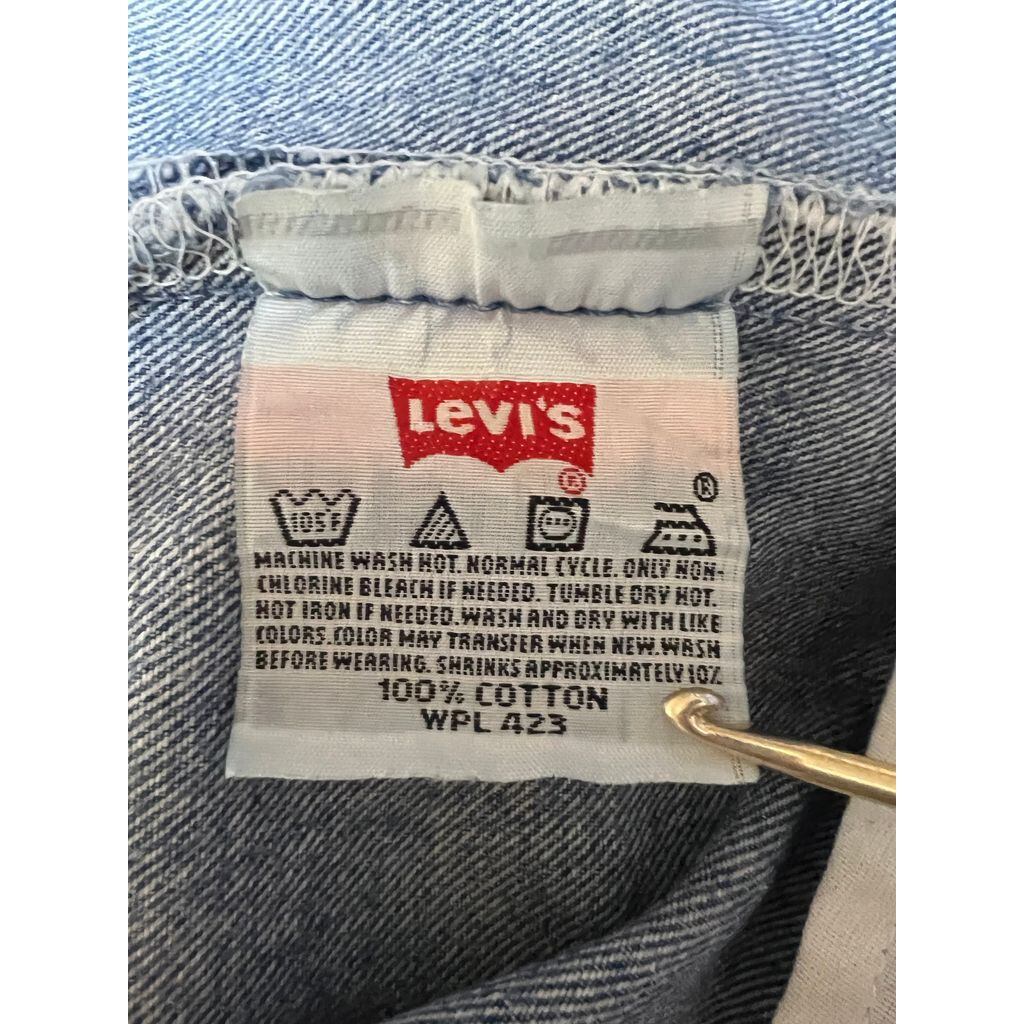 Levi's
®
®
105°F
MACHINE WASH HOT. NORMAL CYCLE. ONLY NON-
CHLORINE BLEACH IF NEEDED. TUMBLE DRY HOT.
HOT IRON IF NEEDED. WASH AND DRY WITH LIKE
COLORS. COLOR MAY TRANSFER WHEN NEW. WASH
BEFORE WEARING. SHRINKS APPROXIMATELY 10%
100% COTTON
WPL 423